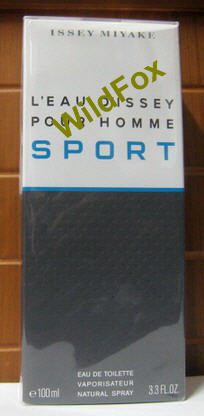 ISSEY MIYAKE
WildFox
L'EAU D'ISSEY
POUR HOMME
SPORT
EAU DE TOILETTE
VAPORISATEUR
NATURAL SPRAY
℮100ml
3.3 FL.OZ.